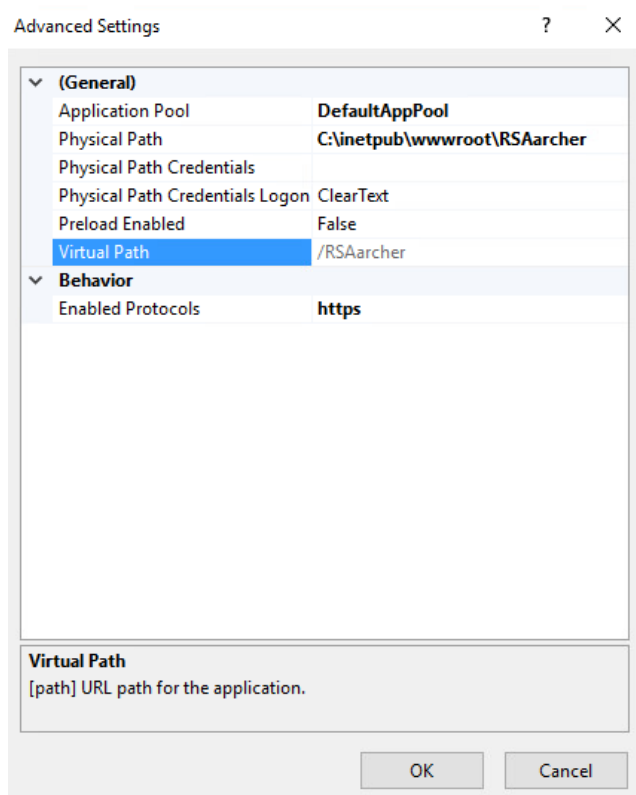 Advanced Settings ? ×
(General)
Application Pool DefaultAppPool
Physical Path C:\inetpub\wwwroot\RSAarcher
Physical Path Credentials
Physical Path Credentials Logon ClearText
Preload Enabled False
Virtual Path /RSAarcher
Behavior
Enabled Protocols https
Virtual Path
[path] URL path for the application.
OK Cancel